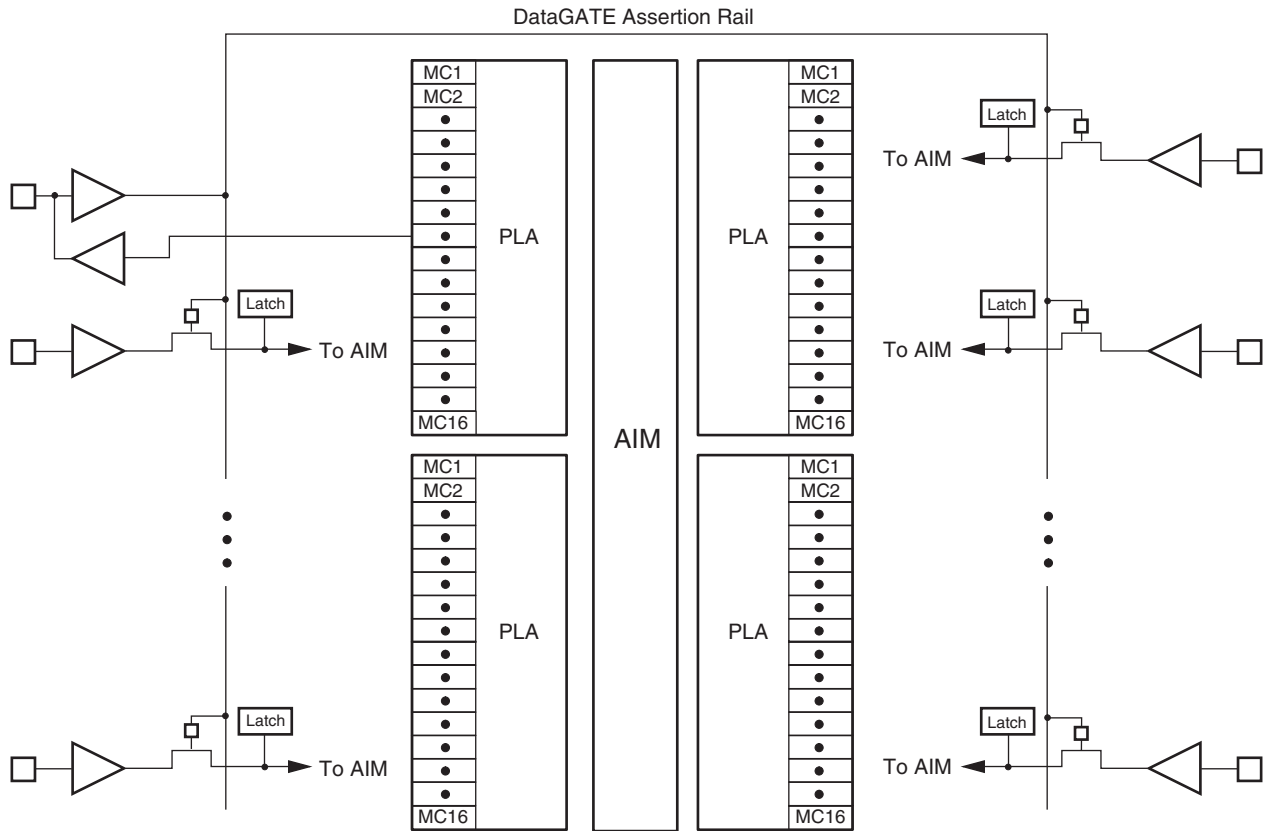 DataGATE Assertion Rail
MC1
MC2
PLA
MC16
MC1
MC2
PLA
MC16
Latch
To AIM
Latch
To AIM
AIM
MC1
MC2
PLA
MC16
MC1
MC2
PLA
MC16
Latch
To AIM
Latch
To AIM
Latch
To AIM